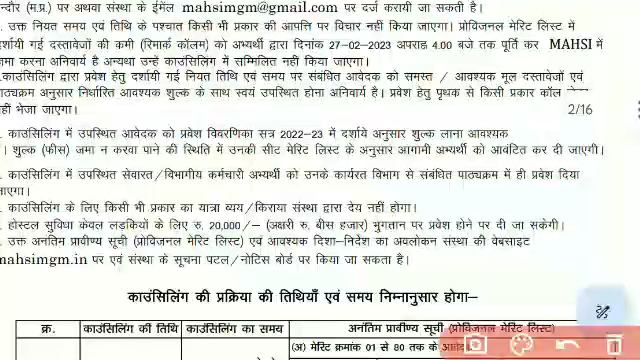 न्दौर (म.प्र.) पर अथवा संस्था के ईमेंल mahsimgm@gmail.com पर दर्ज करायी जा सकती है।
. उक्त नियत समय एवं तिथि के पश्चात किसी भी प्रकार की आपत्ति पर विचार नहीं किया जाएगा। प्रोविजनल मेरिट लिस्ट में
दर्शायी गई दस्तावेजों की कमी (रिमार्क कॉलम) को अभ्यर्थी द्वारा दिनांक 27-02-2023 अपराह्न 4.00 बजे तक पूर्ति कर MAHSI में
जमा करना अनिवार्य है अन्यथा उन्हें काउंसिलिंग में सम्मिलित नहीं किया जाएगा।
.काउंसिलिंग द्वारा प्रवेश हेतु दर्शायी गई नियत तिथि एवं समय पर संबंधित आवेदक को समस्त / आवश्यक मूल दस्तावेजों एवं
पाठ्यक्रम अनुसार निर्धारित आवश्यक शुल्क के साथ स्वयं उपस्थित होना अनिवार्य है। प्रवेश हेतु पृथक से किसी प्रकार कॉल
नहीं भेजा जाएगा।
2/16
. काउंसिलिंग में उपस्थित आवेदक को प्रवेश विवरणिका सत्र 2022-23 में दर्शाये अनुसार शुल्क लाना आवश्यक
। शुल्क (फीस) जमा न करवा पाने की स्थिति में उनकी सीट मेरिट लिस्ट के अनुसार आगामी अभ्यर्थी को आवंटित कर दी जाएगी।
. काउंसिलिंग में उपस्थित सेवारत/विभागीय कर्मचारी अभ्यर्थी को उनके कार्यरत विभाग से संबंधित पाठ्यक्रम में ही प्रवेश दिया
जाएगा।
. काउंसिलिंग के लिए किसी भी प्रकार का यात्रा व्यय/किराया संस्था द्वारा देय नहीं होगा।
. होस्टल सुविधा केवल लड़कियों के लिए रु. 20,000/– (अक्षरी रु. बीस हजार) भुगतान पर प्रवेश होने पर दी जा सकेगी।
. उक्त अनतिम प्रावीण्य सूची (प्रोविजनल मेरिट लिस्ट) एवं आवश्यक दिशा-निदेश का अवलोकन संस्था की वेबसाइट
mahsimgm.in पर एवं संस्था के सूचना पटल/नोटिस बोर्ड पर किया जा सकता है।
काउंसिलिंग की प्रक्रिया की तिथियाँ एवं समय निम्नानुसार होगा–
क्र. काउंसिलिंग की तिथि काउंसिलिंग का समय अनंतिम प्रावीण्य सूची (प्रोविजनल मेरिट लिस्ट)
(अ) मेरिट क्रमांक 01 से 80 तक के